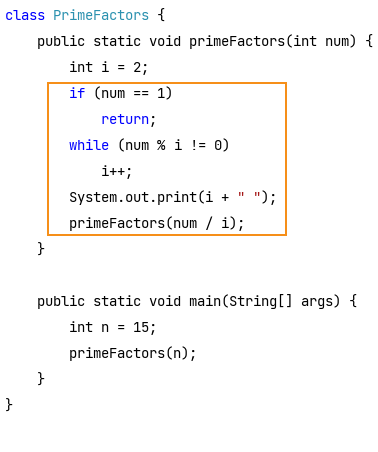 class PrimeFactors {
    public static void primeFactors(int num) {
        int i = 2;
        if (num == 1)
            return;
        while (num % i != 0)
            i++;
        System.out.print(i + " ");
        primeFactors(num / i);
    }

    public static void main(String[] args) {
        int n = 15;
        primeFactors(n);
    }
}